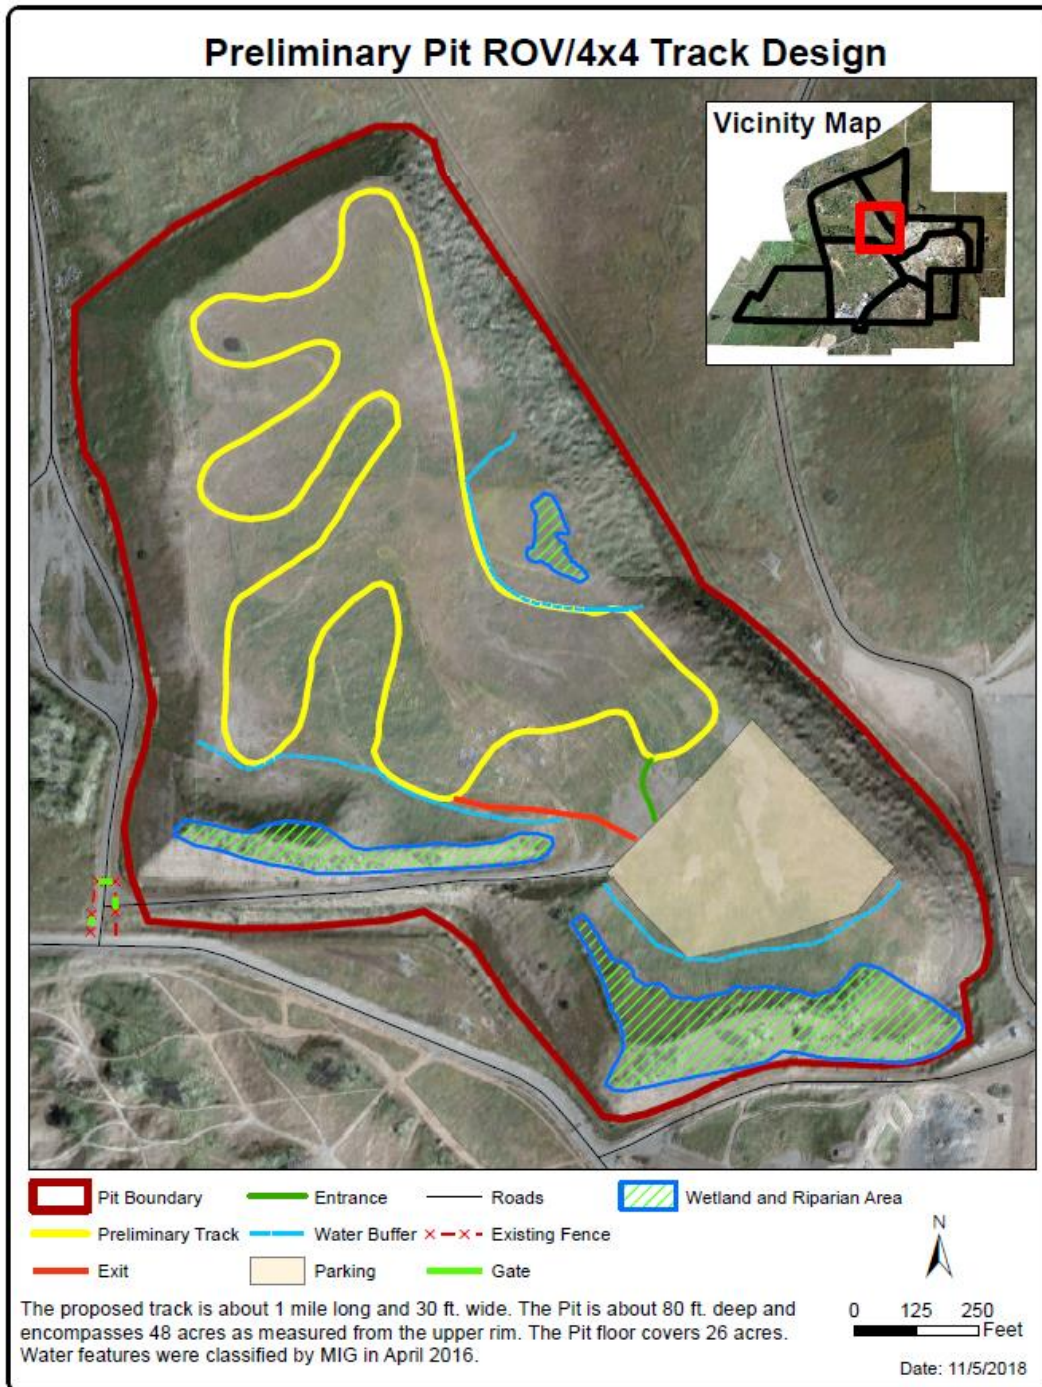 Preliminary Pit ROV/4x4 Track Design
Vicinity Map
Pit Boundary
Entrance
Roads
Wetland and Riparian Area
Preliminary Track
Water Buffer
Existing Fence
Exit
Parking
Gate
N
The proposed track is about 1 mile long and 30 ft. wide. The Pit is about 80 ft. deep and
encompasses 48 acres as measured from the upper rim. The Pit floor covers 26 acres.
Water features were classified by MIG in April 2016.
0 125 250
Feet
Date: 11/5/2018